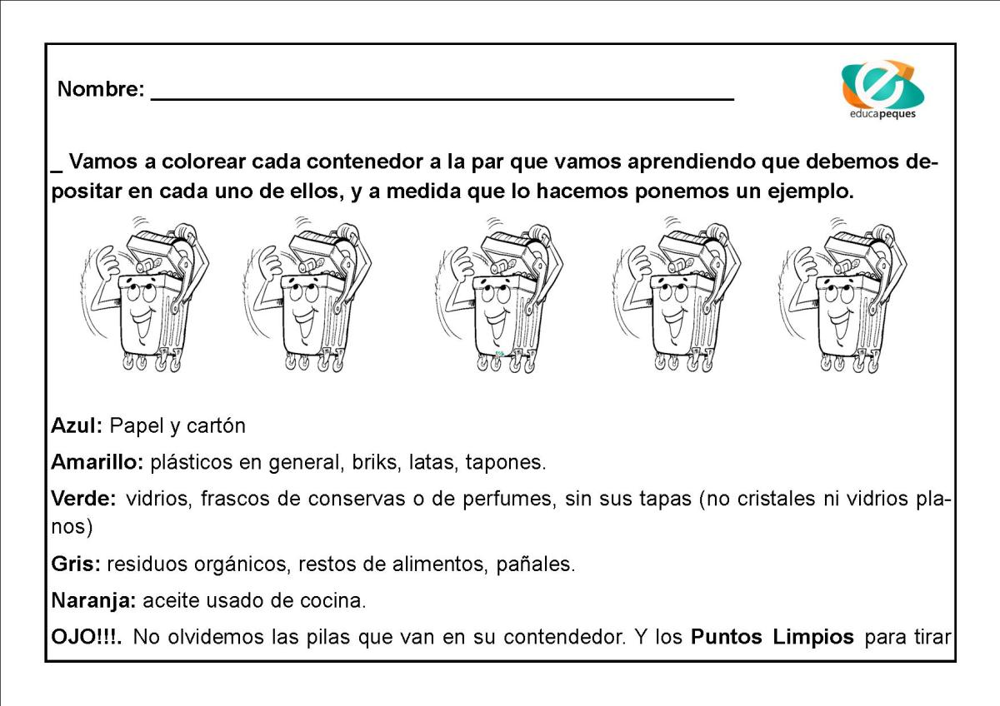 Nombre:
educapeques
_ Vamos a colorear cada contenedor a la par que vamos aprendiendo que debemos de-
positar en cada uno de ellos, y a medida que lo hacemos ponemos un ejemplo.
Azul: Papel y cartón
Amarillo: plásticos en general, briks, latas, tapones.
Verde: vidrios, frascos de conservas o de perfumes, sin sus tapas (no cristales ni vidrios pla-
nos)
Gris: residuos orgánicos, restos de alimentos, pañales.
Naranja: aceite usado de cocina.
OJO!!!. No olvidemos las pilas que van en su contendedor. Y los Puntos Limpios para tirar